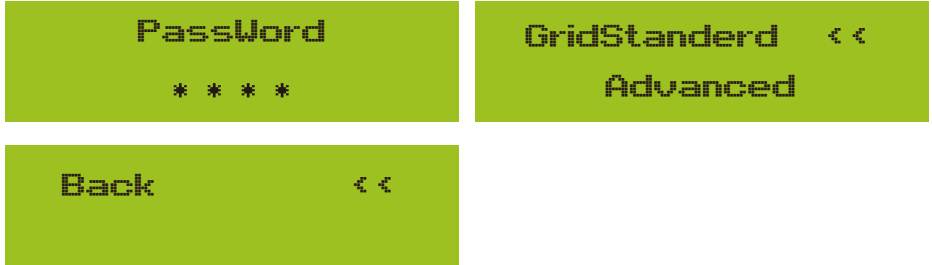 PassWord
* * * *
GridStanderd <<
Advanced
Back <<